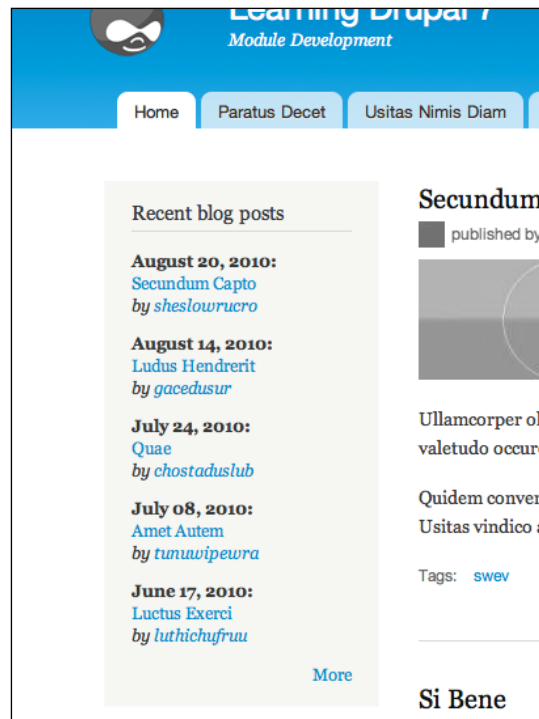 Learning Drupal 7
Module Development
Home
Paratus Decet
Usitas Nimis Diam
Recent blog posts
August 20, 2010:
Secundum Capto
by sheslowrucro
August 14, 2010:
Ludus Hendrerit
by gacedusur
July 24, 2010:
Quae
by chostaduslub
July 08, 2010:
Amet Autem
by tunuwipewra
June 17, 2010:
Luctus Exerci
by luthichufruu
More
Secundum
published by
Ullamcorper
valetudo
Quidem
Usitas vindico
Tags: swev
Si Bene